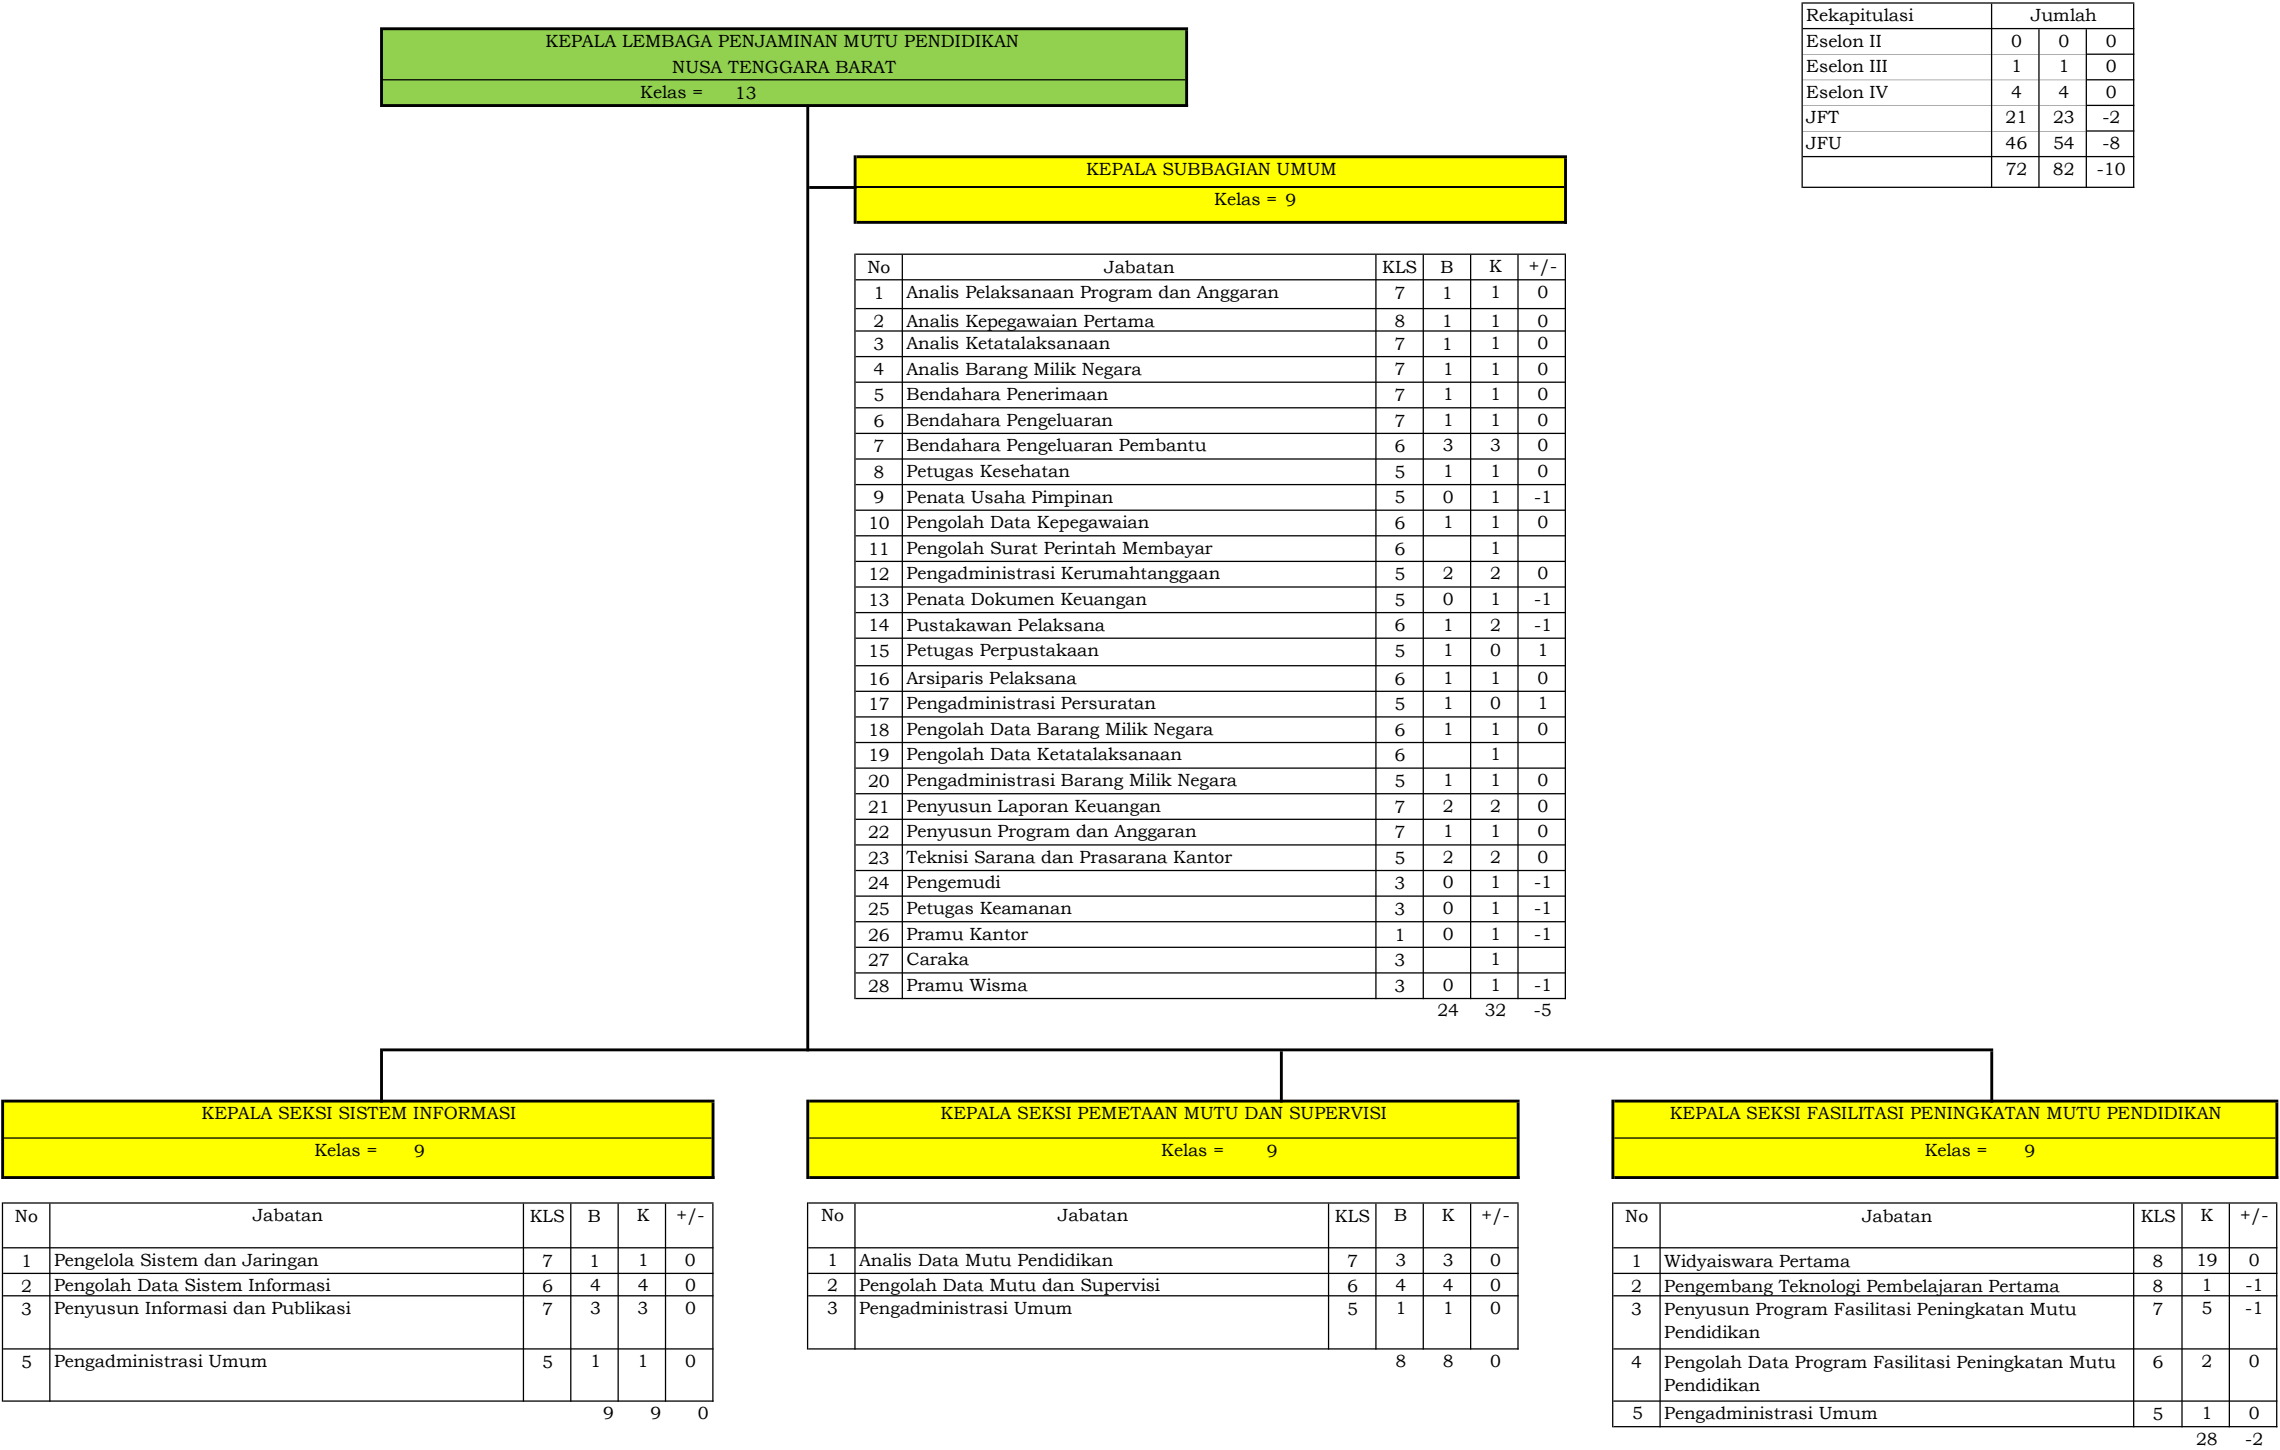 KEPALA LEMBAGA PENJAMINAN MUTU PENDIDIKAN
NUSA TENGGARA BARAT
Kelas = 13
Rekapitulasi Jumlah
Eselon II 0 0 0
Eselon III 1 1 0
Eselon IV 4 4 0
JFT 21 23 -2
JFU 46 54 -8
72 82 -10
KEPALA SUBBAGIAN UMUM
Kelas = 9
No Jabatan KLS B K +/-
1 Analis Pelaksanaan Program dan Anggaran 7 1 1 0
2 Analis Kepegawaian Pertama 8 1 1 0
3 Analis Ketatalaksanaan 7 1 1 0
4 Analis Barang Milik Negara 7 1 1 0
5 Bendahara Penerimaan 7 1 1 0
6 Bendahara Pengeluaran 7 1 1 0
7 Bendahara Pengeluaran Pembantu 6 3 3 0
8 Petugas Kesehatan 5 1 1 0
9 Penata Usaha Pimpinan 5 0 1 -1
10 Pengolah Data Kepegawaian 6 1 1 0
11 Pengolah Surat Perintah Membayar 6 1
12 Pengadministrasi Kerumahtanggaan 5 2 2 0
13 Penata Dokumen Keuangan 5 0 1 -1
14 Pustakawan Pelaksana 6 1 2 -1
15 Petugas Perpustakaan 5 1 0 1
16 Arsiparis Pelaksana 6 1 1 0
17 Pengadministrasi Persuratan 5 1 0 1
18 Pengolah Data Barang Milik Negara 6 1 1 0
19 Pengolah Data Ketatalaksanaan 6 1
20 Pengadministrasi Barang Milik Negara 5 1 1 0
21 Penyusun Laporan Keuangan 7 2 2 0
22 Penyusun Program dan Anggaran 7 1 1 0
23 Teknisi Sarana dan Prasarana Kantor 5 2 2 0
24 Pengemudi 3 0 1 -1
25 Petugas Keamanan 3 0 1 -1
26 Pramu Kantor 1 0 1 -1
27 Caraka 3 1
28 Pramu Wisma 3 0 1 -1
24 32 -5
KEPALA SEKSI SISTEM INFORMASI
Kelas = 9
No Jabatan KLS B K +/-
1 Pengelola Sistem dan Jaringan 7 1 1 0
2 Pengolah Data Sistem Informasi 6 4 4 0
3 Penyusun Informasi dan Publikasi 7 3 3 0
5 Pengadministrasi Umum 5 1 1 0
9 9 0
KEPALA SEKSI PEMETAAN MUTU DAN SUPERVISI
Kelas = 9
No Jabatan KLS B K +/-
1 Analis Data Mutu Pendidikan 7 3 3 0
2 Pengolah Data Mutu dan Supervisi 6 4 4 0
3 Pengadministrasi Umum 5 1 1 0
8 8 0
KEPALA SEKSI FASILITASI PENINGKATAN MUTU PENDIDIKAN
Kelas = 9
No Jabatan KLS K +/-
1 Widyaiswara Pertama 8 19 0
2 Pengembang Teknologi Pembelajaran Pertama 8 1 -1
3 Penyusun Program Fasilitasi Peningkatan Mutu 7 5 -1
Pendidikan
4 Pengolah Data Program Fasilitasi Peningkatan Mutu 6 2 0
Pendidikan
5 Pengadministrasi Umum 5 1 0
28 -2